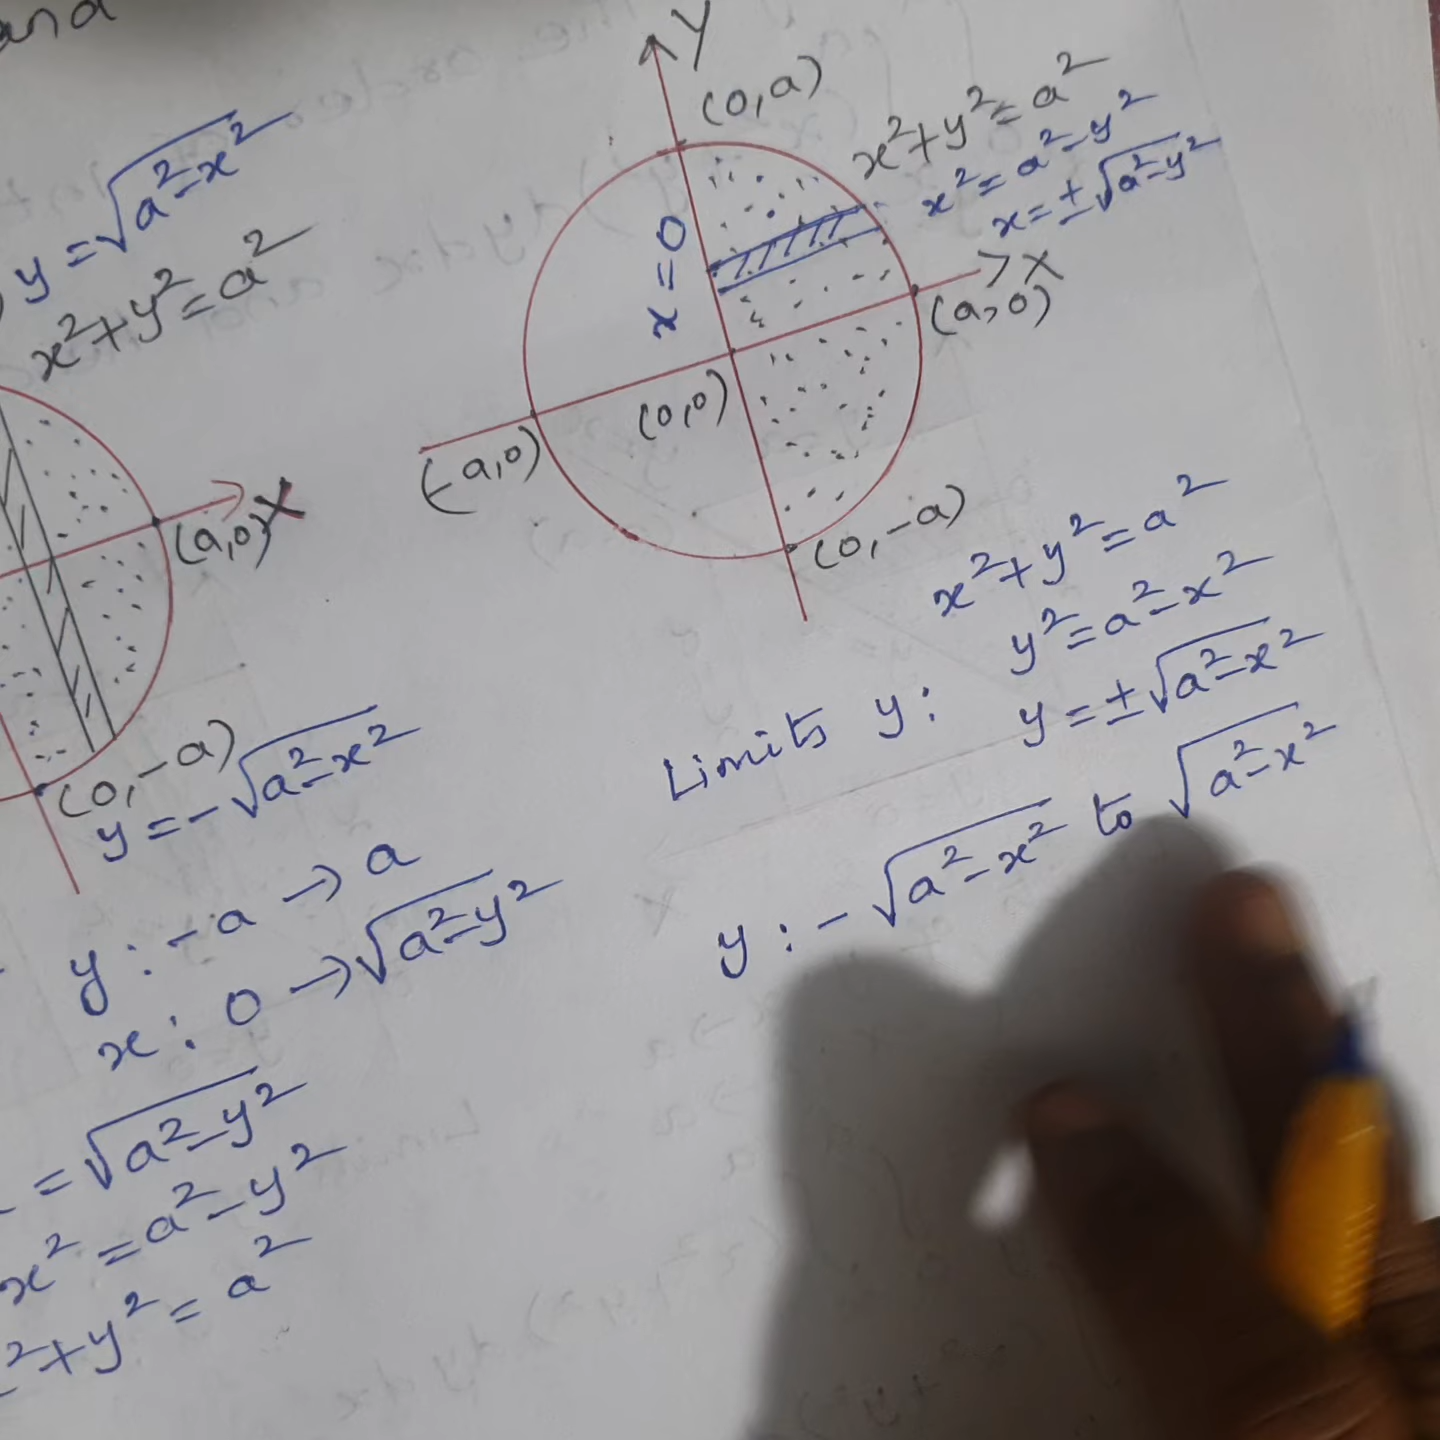 and
y = √a²-x²
x²+y² = a²
(a,0) X
(0,-a)
y = -√a²-x²
y : -a → a
x : 0 → √a²-y²
= √a²-y²
x² = a²-y²
²+y² = a²
Y
(0,a)
x²+y² = a²
x² = a²-y²
x = ±√a²-y²
x = 0
X
(a,0)
(0,0)
(-a,0)
(0,-a)
x²+y² = a²
y² = a²-x²
y = ±√a²-x²
Limits y :
y : -√a²-x² to √a²-x²